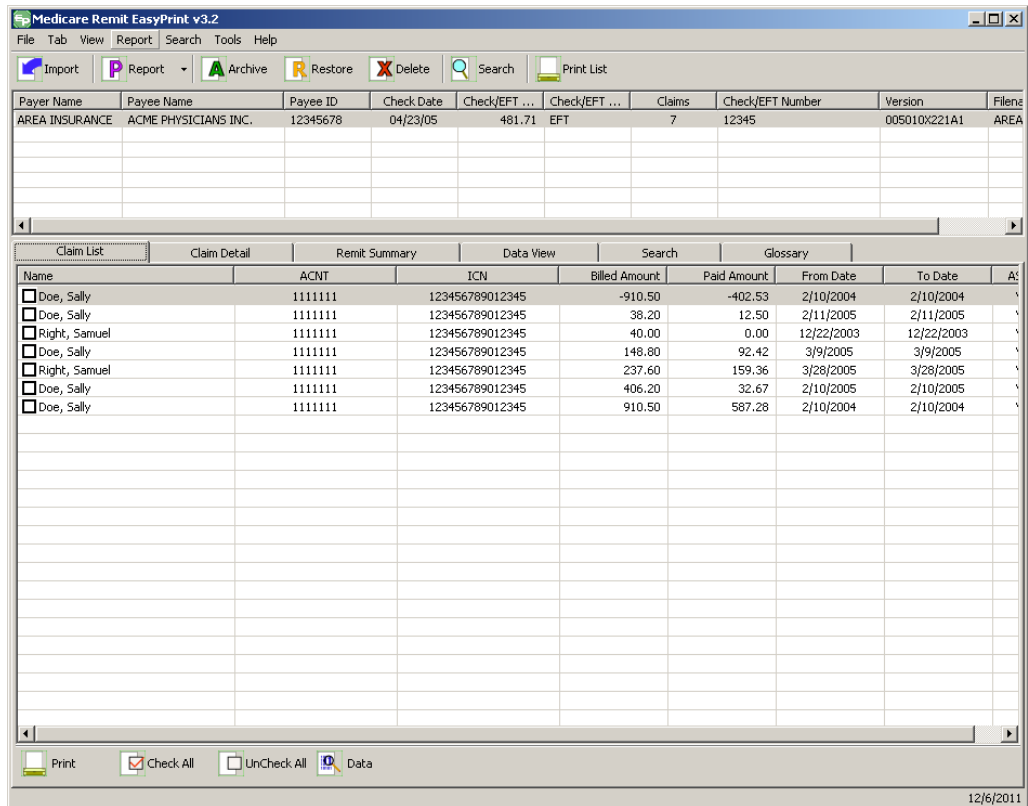 Medicare Remit EasyPrint v3.2
File Tab View Report Search Tools Help
Import Report Archive Restore Delete Search Print List
Payer Name Payee Name Payee ID Check Date Check/EFT ... Check/EFT ... Claims Check/EFT Number Version Filena
AREA INSURANCE ACME PHYSICIANS INC. 12345678 04/23/05 481.71 EFT 7 12345 005010X221A1 AREA
Claim List Claim Detail Remit Summary Data View Search Glossary
Name ACNT ICN Billed Amount Paid Amount From Date To Date AS
Doe, Sally 1111111 123456789012345 -910.50 -402.53 2/10/2004 2/10/2004
Doe, Sally 1111111 123456789012345 38.20 12.50 2/11/2005 2/11/2005
Right, Samuel 1111111 123456789012345 40.00 0.00 12/22/2003 12/22/2003
Doe, Sally 1111111 123456789012345 148.80 92.42 3/9/2005 3/9/2005
Right, Samuel 1111111 123456789012345 237.60 159.36 3/28/2005 3/28/2005
Doe, Sally 1111111 123456789012345 406.20 32.67 2/10/2005 2/10/2005
Doe, Sally 1111111 123456789012345 910.50 587.28 2/10/2004 2/10/2004
Print Check All UnCheck All Data
12/6/2011